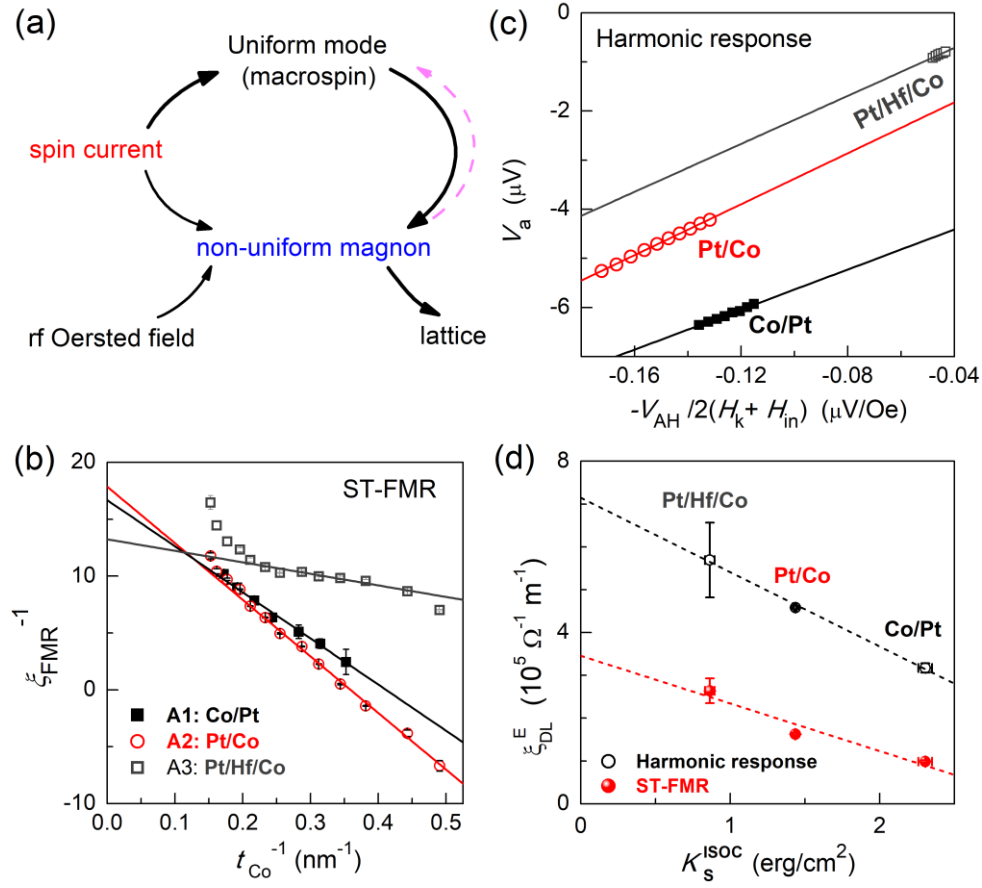 (a)
Uniform mode
(macrospin)
spin current
non-uniform magnon
rf Oersted field
lattice
(c)
Harmonic response
Pt/Hf/Co
Pt/Co
Co/Pt
0
-2
-4
-6
V_a (μV)
-0.16 -0.12 -0.08 -0.04
-V_AH /2(H_k+ H_in) (μV/Oe)
(b)
ST-FMR
20
10
0
-10
ξ_FMR^-1
A1: Co/Pt
A2: Pt/Co
A3: Pt/Hf/Co
0.0 0.1 0.2 0.3 0.4 0.5
t_Co^-1 (nm^-1)
(d)
8
4
0
ξ_DL^E (10^5 Ω^-1 m^-1)
Pt/Hf/Co
Pt/Co
Co/Pt
Harmonic response
ST-FMR
0 1 2
K_s^ISOC (erg/cm^2)